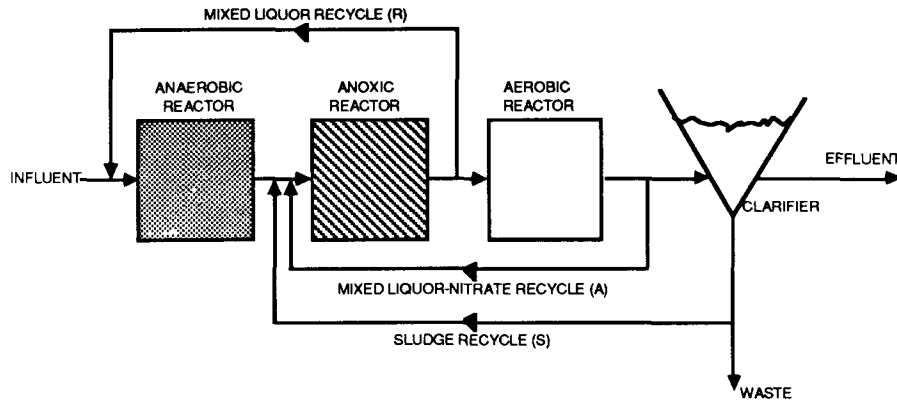 MIXED LIQUOR RECYCLE (R)
ANAEROBIC
REACTOR
ANOXIC
REACTOR
AEROBIC
REACTOR
INFLUENT
EFFLUENT
CLARIFIER
MIXED LIQUOR-NITRATE RECYCLE (A)
SLUDGE RECYCLE (S)
WASTE